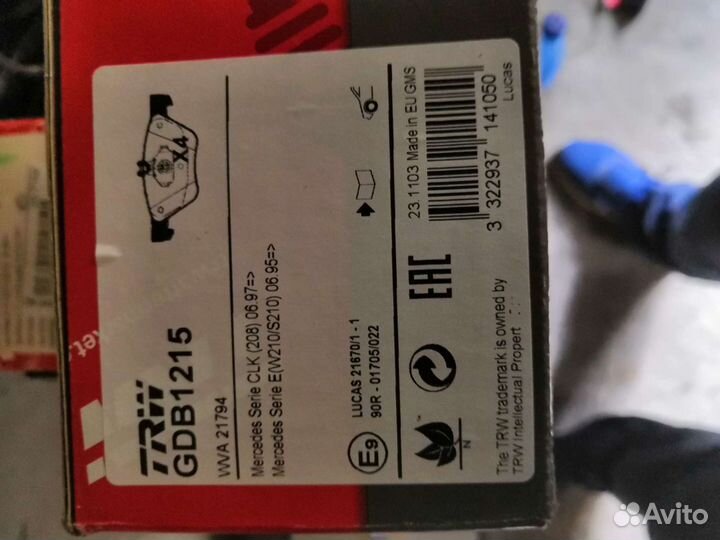 X4
TRW
GDB1215
WVA 21794
Mercedes Serie CLK (208) 06.97=>
Mercedes Serie E(W210/S210) 06.95=>
E9
LUCAS 21670/1 - 1
90R - 01705/022
N
EAC
23.1103 Made in EU GMS
3 322937 141050
Lucas
The TRW trademark is owned by
TRW Intellectual Propert
Avito